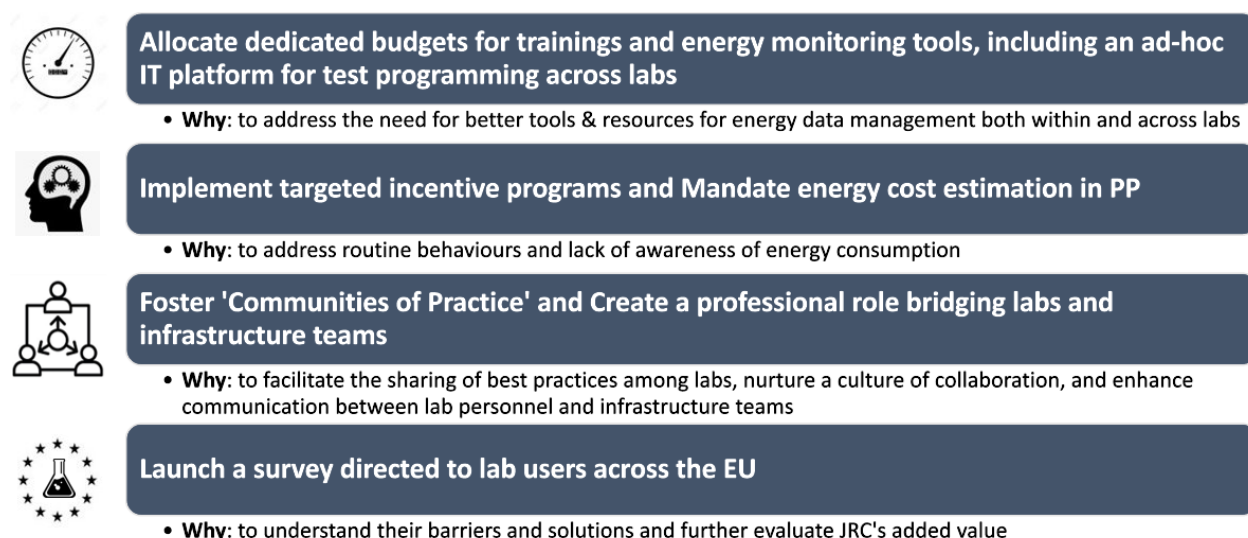 Allocate dedicated budgets for trainings and energy monitoring tools, including an ad-hoc
IT platform for test programming across labs
• Why: to address the need for better tools & resources for energy data management both within and across labs
Implement targeted incentive programs and Mandate energy cost estimation in PP
• Why: to address routine behaviours and lack of awareness of energy consumption
Foster 'Communities of Practice' and Create a professional role bridging labs and
infrastructure teams
• Why: to facilitate the sharing of best practices among labs, nurture a culture of collaboration, and enhance
communication between lab personnel and infrastructure teams
Launch a survey directed to lab users across the EU
• Why: to understand their barriers and solutions and further evaluate JRC's added value